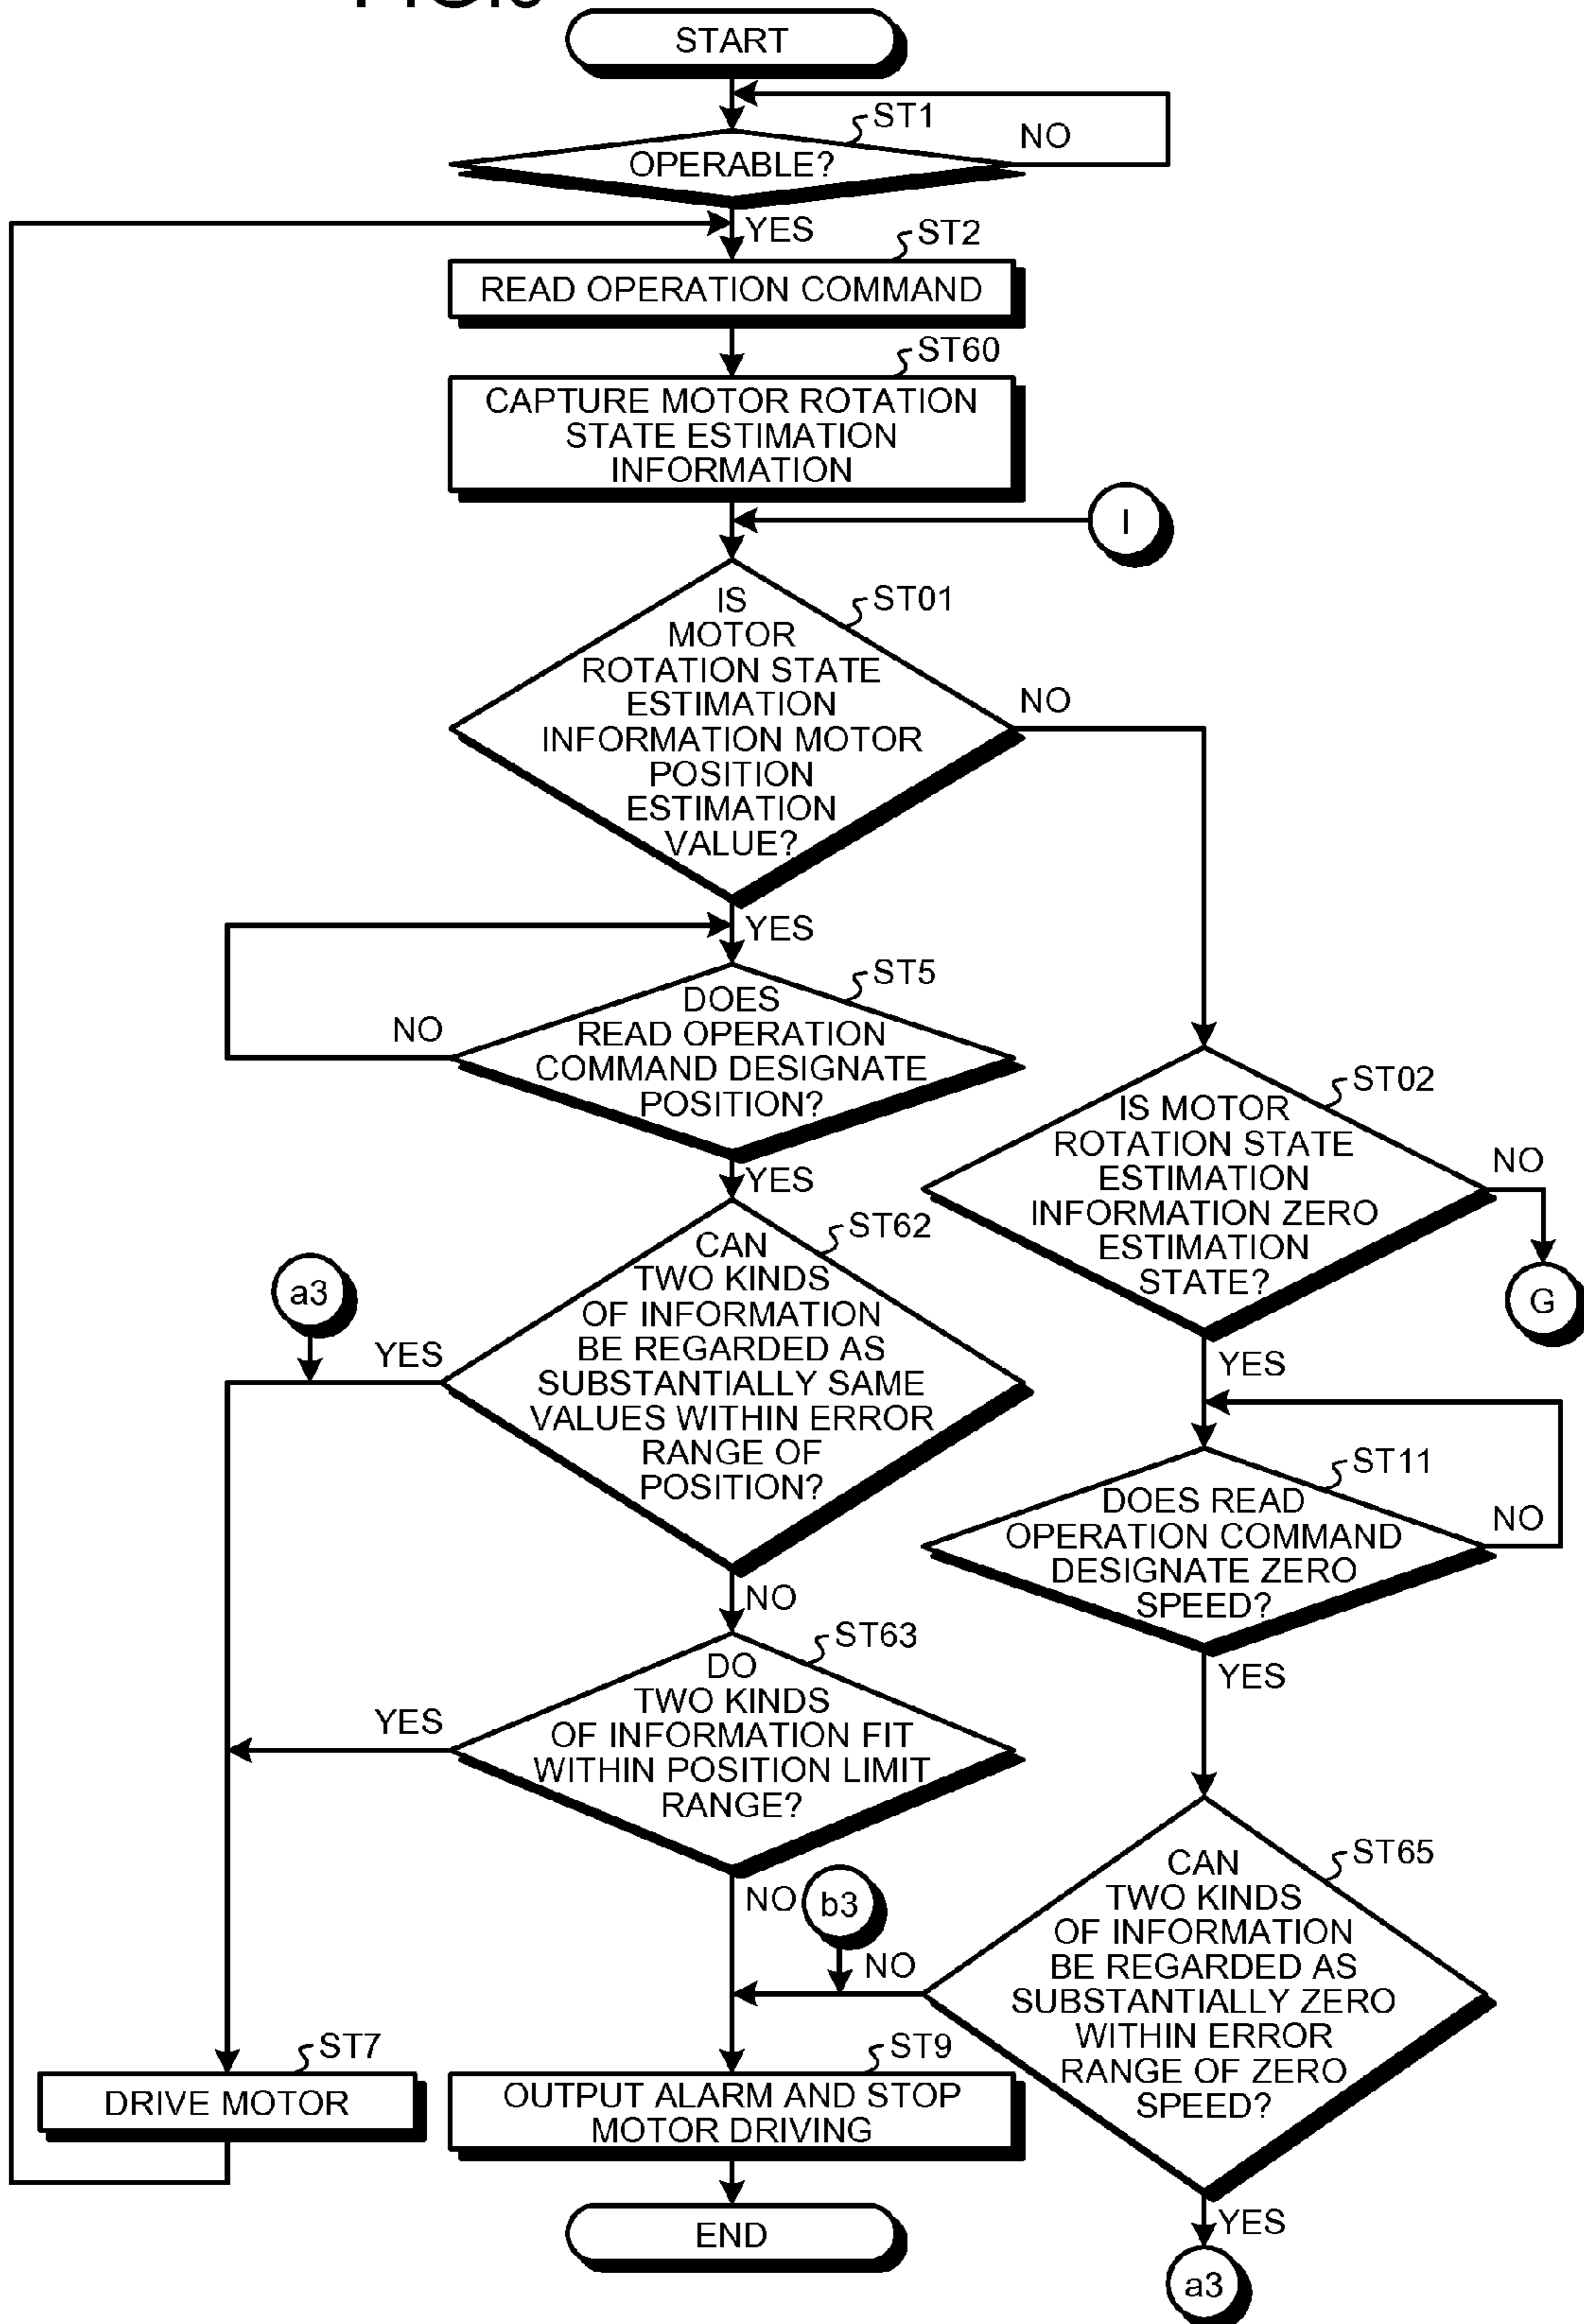 START
ST1
OPERABLE?
NO
YES
ST2
READ OPERATION COMMAND
ST60
CAPTURE MOTOR ROTATION
STATE ESTIMATION
INFORMATION
I
ST01
IS
MOTOR
ROTATION STATE
ESTIMATION
INFORMATION MOTOR
POSITION
ESTIMATION
VALUE?
NO
YES
ST5
DOES
READ OPERATION
COMMAND DESIGNATE
POSITION?
NO
YES
ST02
IS MOTOR
ROTATION STATE
ESTIMATION
INFORMATION ZERO
ESTIMATION
STATE?
NO
G
YES
ST62
CAN
TWO KINDS
OF INFORMATION
BE REGARDED AS
SUBSTANTIALLY SAME
VALUES WITHIN ERROR
RANGE OF
POSITION?
a3
YES
NO
ST11
DOES READ
OPERATION COMMAND
DESIGNATE ZERO
SPEED?
NO
YES
ST63
DO
TWO KINDS
OF INFORMATION FIT
WITHIN POSITION LIMIT
RANGE?
YES
NO
b3
NO
ST65
CAN
TWO KINDS
OF INFORMATION
BE REGARDED AS
SUBSTANTIALLY ZERO
WITHIN ERROR
RANGE OF ZERO
SPEED?
YES
a3
ST7
DRIVE MOTOR
ST9
OUTPUT ALARM AND STOP
MOTOR DRIVING
END